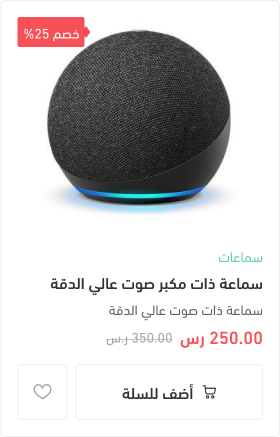 خصم 25%
سماعات
سماعة ذات مكبر صوت عالي الدقة
سماعة ذات صوت عالي الدقة
250.00 رس 350.00 ر.س
أضف للسلة